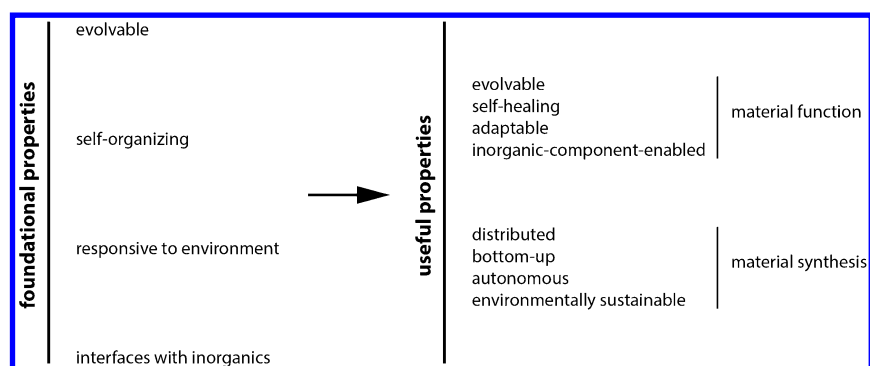 foundational properties
evolvable
self-organizing
responsive to environment
interfaces with inorganics
useful properties
evolvable
self-healing
adaptable
inorganic-component-enabled
material function
distributed
bottom-up
autonomous
environmentally sustainable
material synthesis